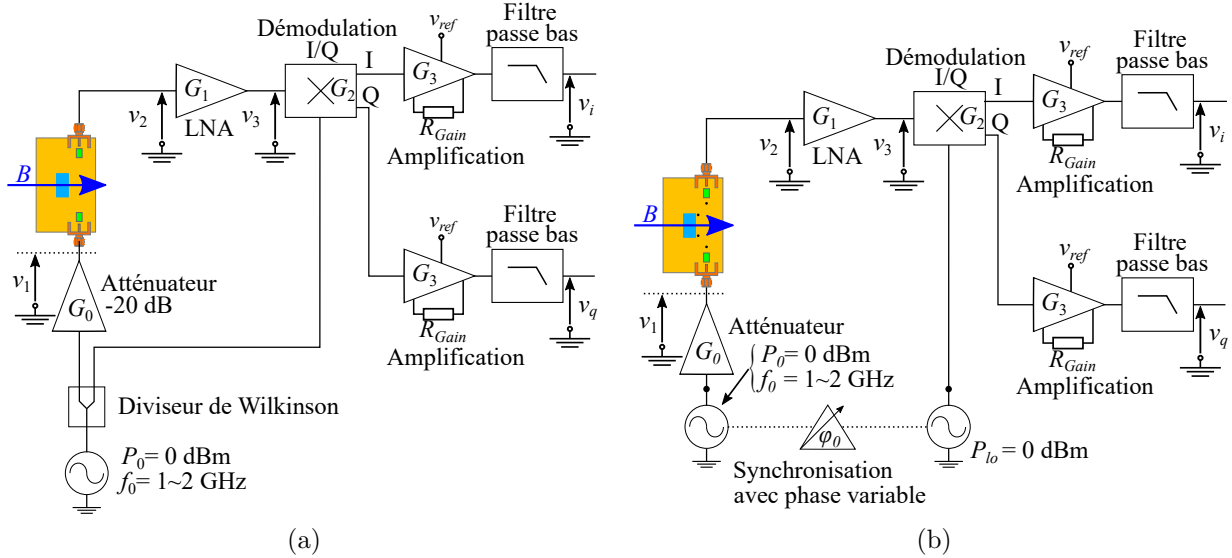 Démodulation
I/Q
v_ref
Filtre
passe bas
G_1
LNA
v_2
v_3
G_2
I
Q
G_3
R_Gain
Amplification
v_i
B
v_1
G_0
Atténuateur
-20 dB
v_ref
Filtre
passe bas
G_3
R_Gain
Amplification
v_q
Diviseur de Wilkinson
P_0= 0 dBm
f_0= 1~2 GHz
(a)
Démodulation
I/Q
v_ref
Filtre
passe bas
G_1
LNA
v_2
v_3
G_2
I
Q
G_3
R_Gain
Amplification
v_i
B
v_1
G_0
Atténuateur
P_0= 0 dBm
f_0 = 1~2 GHz
v_ref
Filtre
passe bas
G_3
R_Gain
Amplification
v_q
φ_0
Synchronisation
avec phase variable
P_lo= 0 dBm
(b)